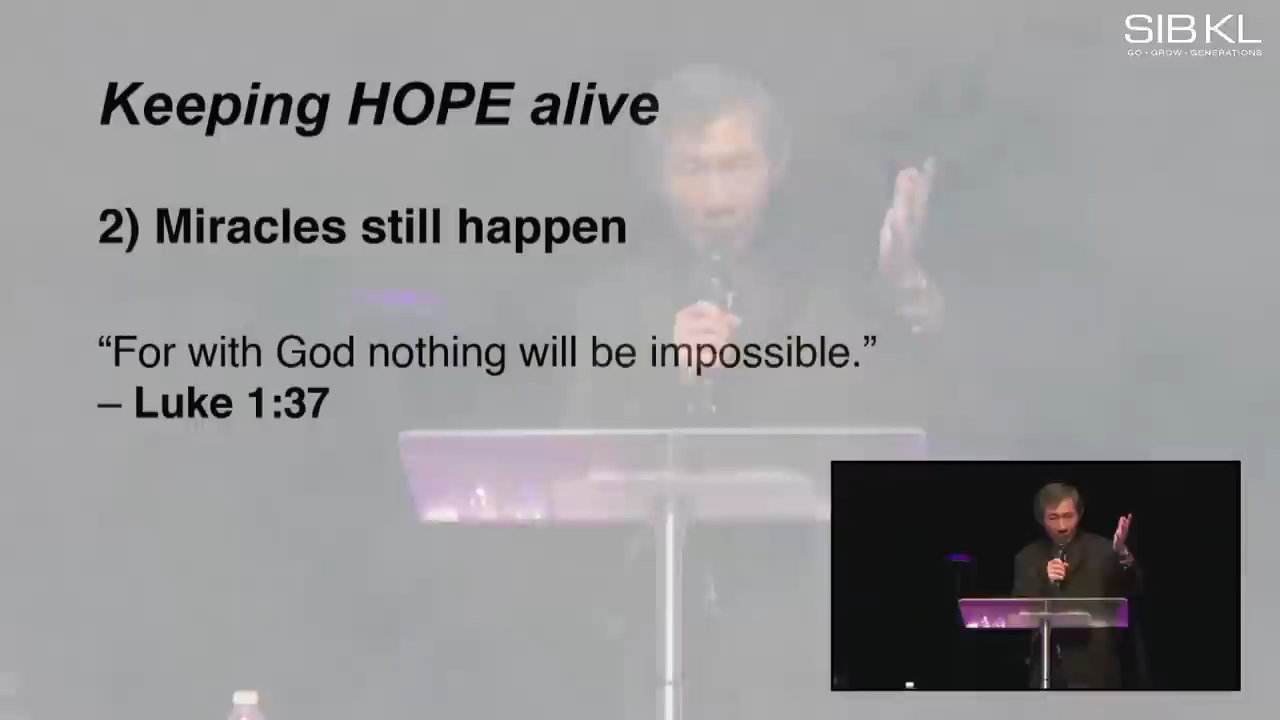 SIBKL
GO • GROW • GENERATIONS
Keeping HOPE alive
2) Miracles still happen
“For with God nothing will be impossible.”
– Luke 1:37